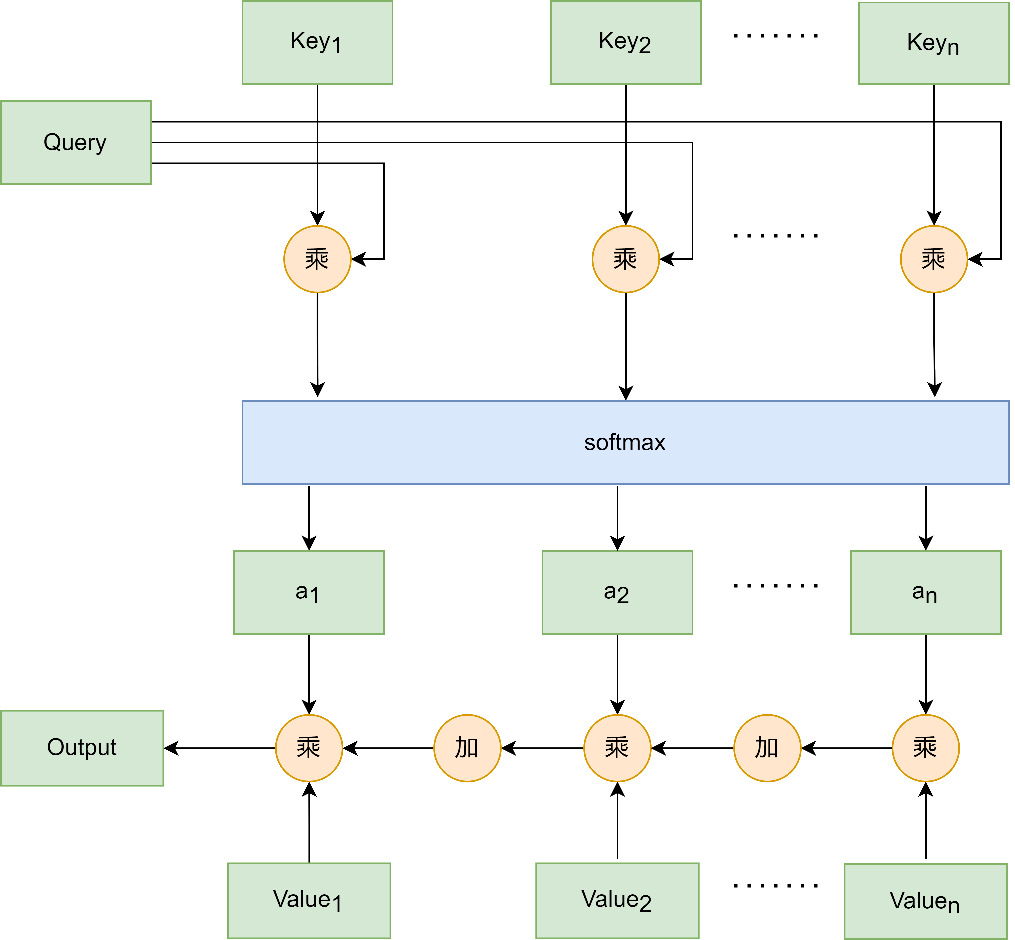 Key1
Key2
.......
Keyn
Query
乘
乘
.......
乘
softmax
a1
a2
.......
an
Output
乘
加
乘
加
乘
Value1
Value2
.......
Valuen